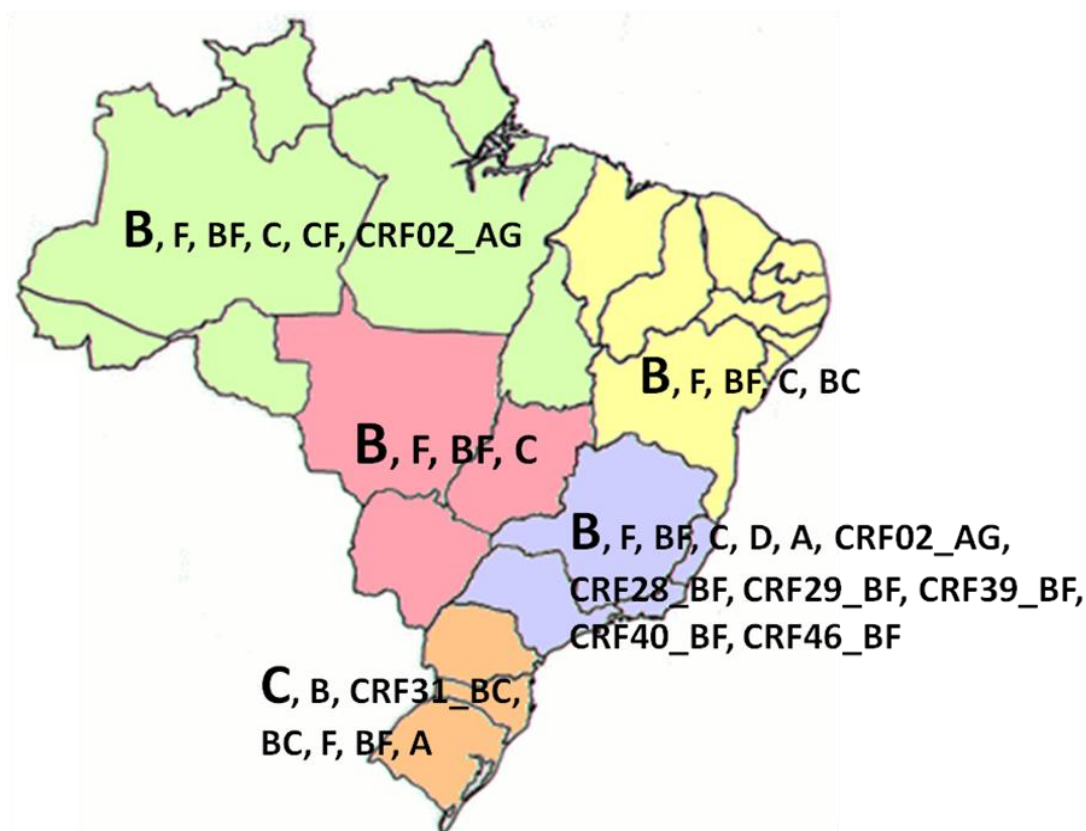 B, F, BF, C, CF, CRF02_AG
B, F, BF, C, BC
B, F, BF, C
B, F, BF, C, D, A, CRF02_AG,
CRF28_BF, CRF29_BF, CRF39_BF,
CRF40_BF, CRF46_BF
C, B, CRF31_BC,
BC, F, BF, A